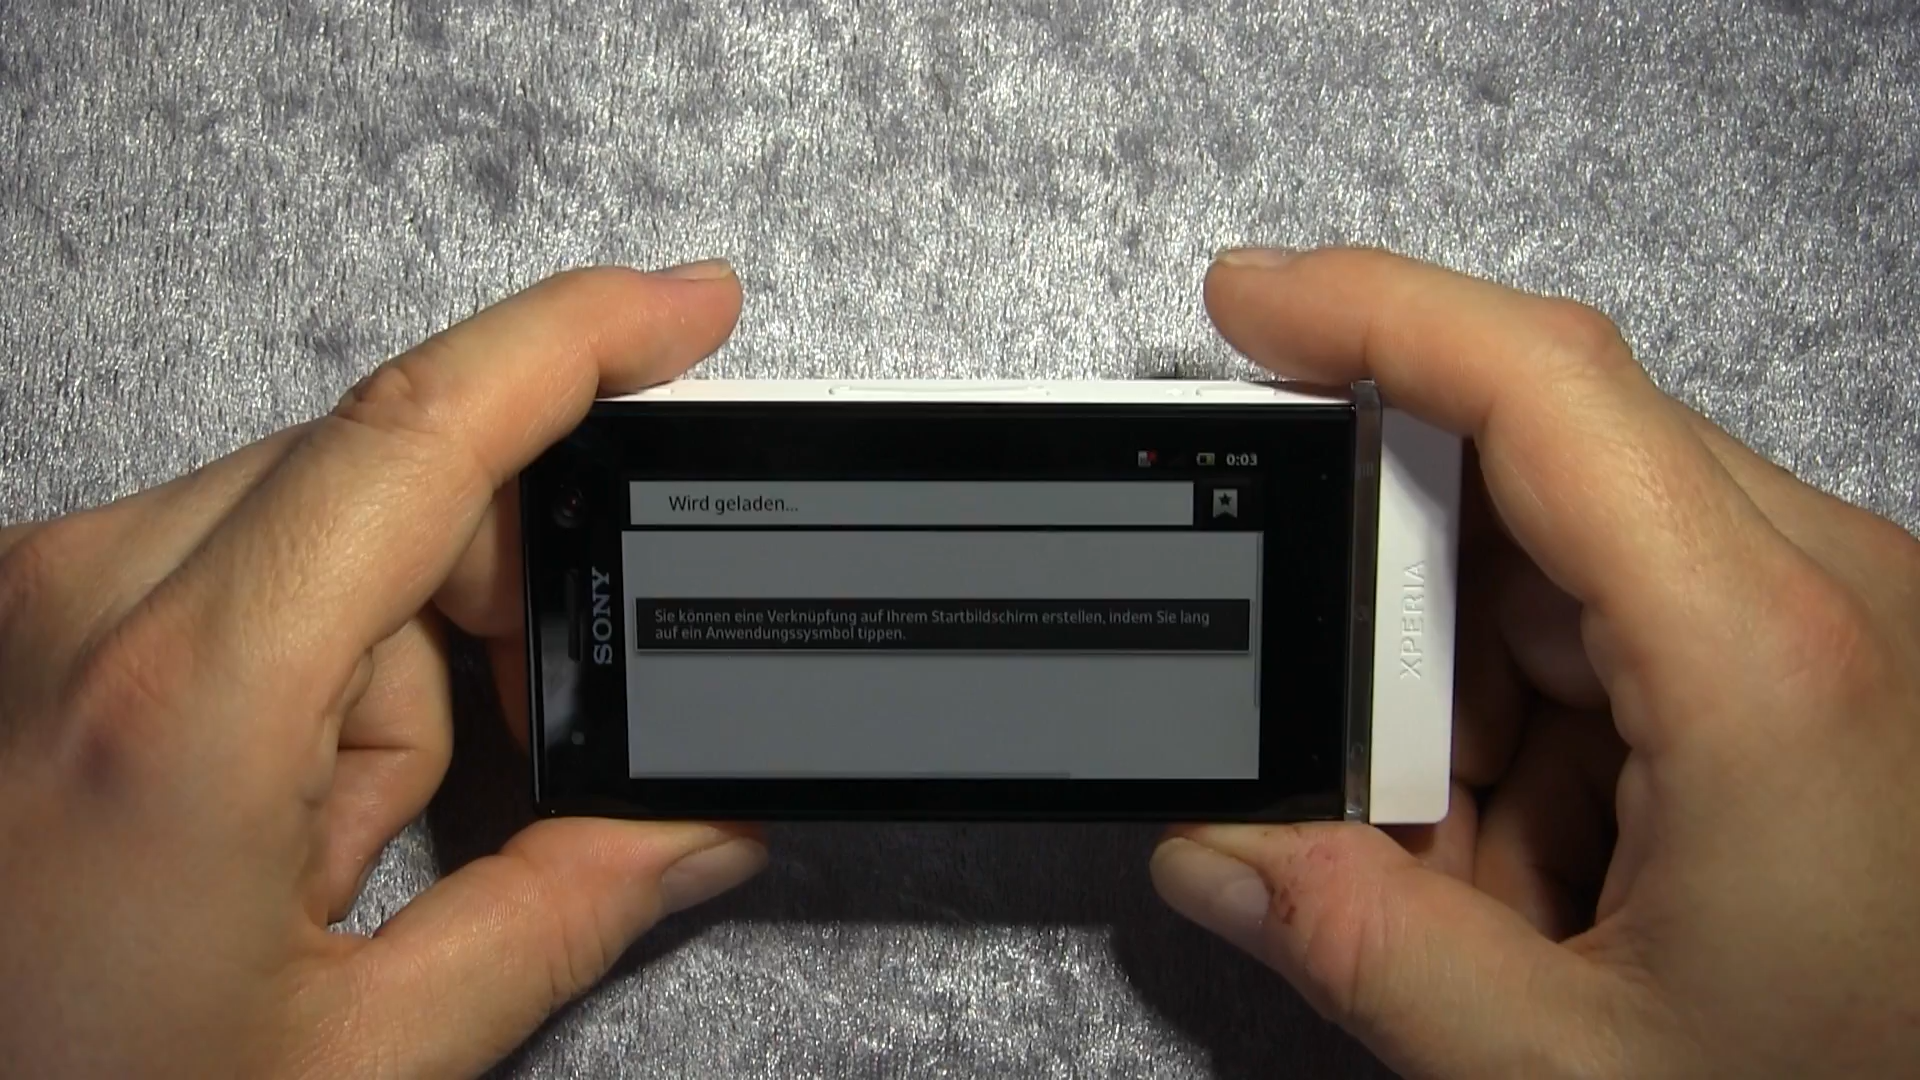 0:03
Wird geladen...
Sie können eine Verknüpfung auf Ihrem Startbildschirm erstellen, indem Sie lang
auf ein Anwendungssysmbol tippen.
SONY
XPERIA